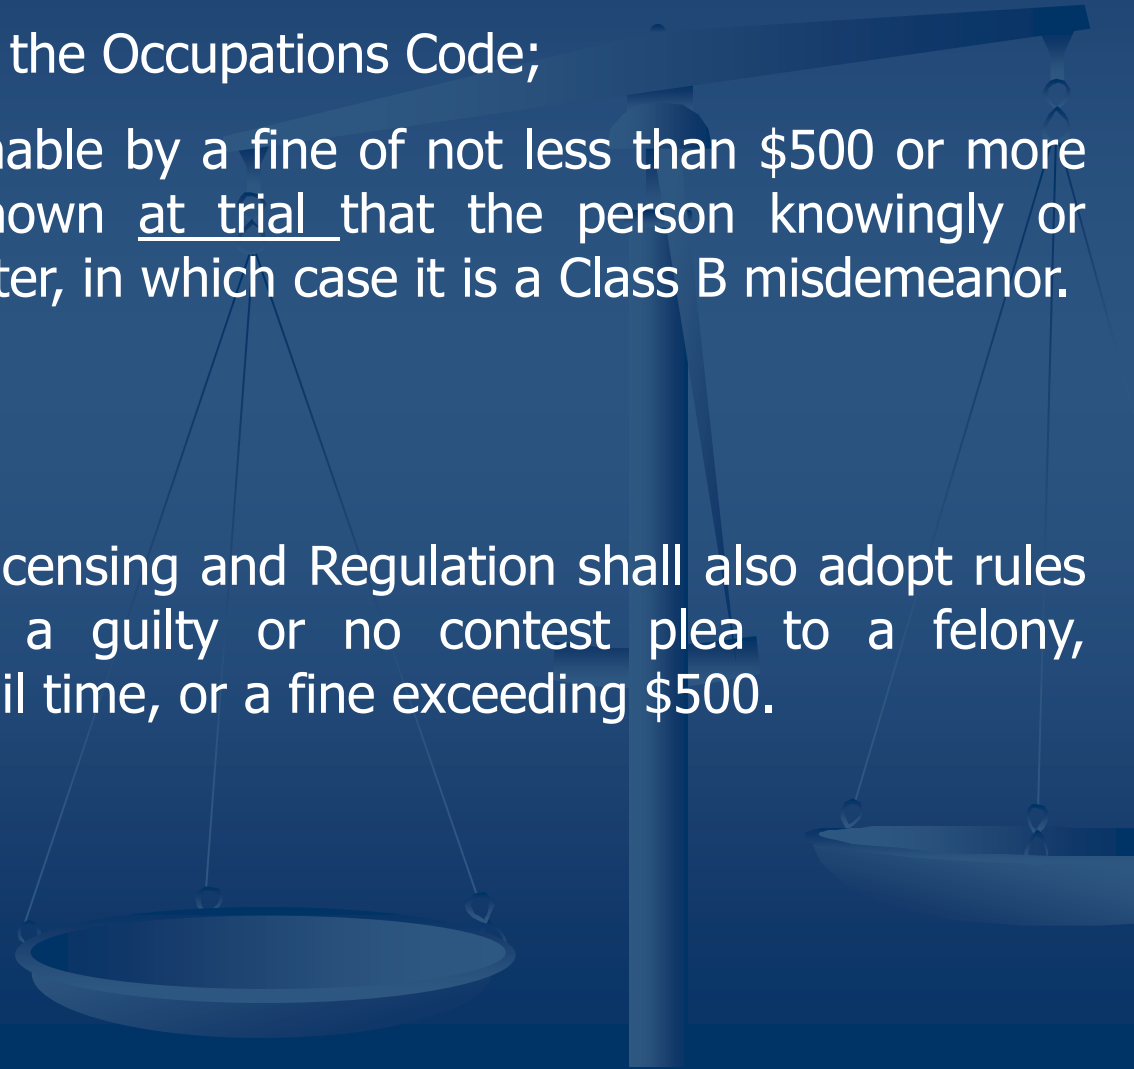 the Occupations Code;
able by a fine of not less than $500 or more
own at trial that the person knowingly or
ter, in which case it is a Class B misdemeanor.
censing and Regulation shall also adopt rules
a guilty or no contest plea to a felony,
il time, or a fine exceeding $500.